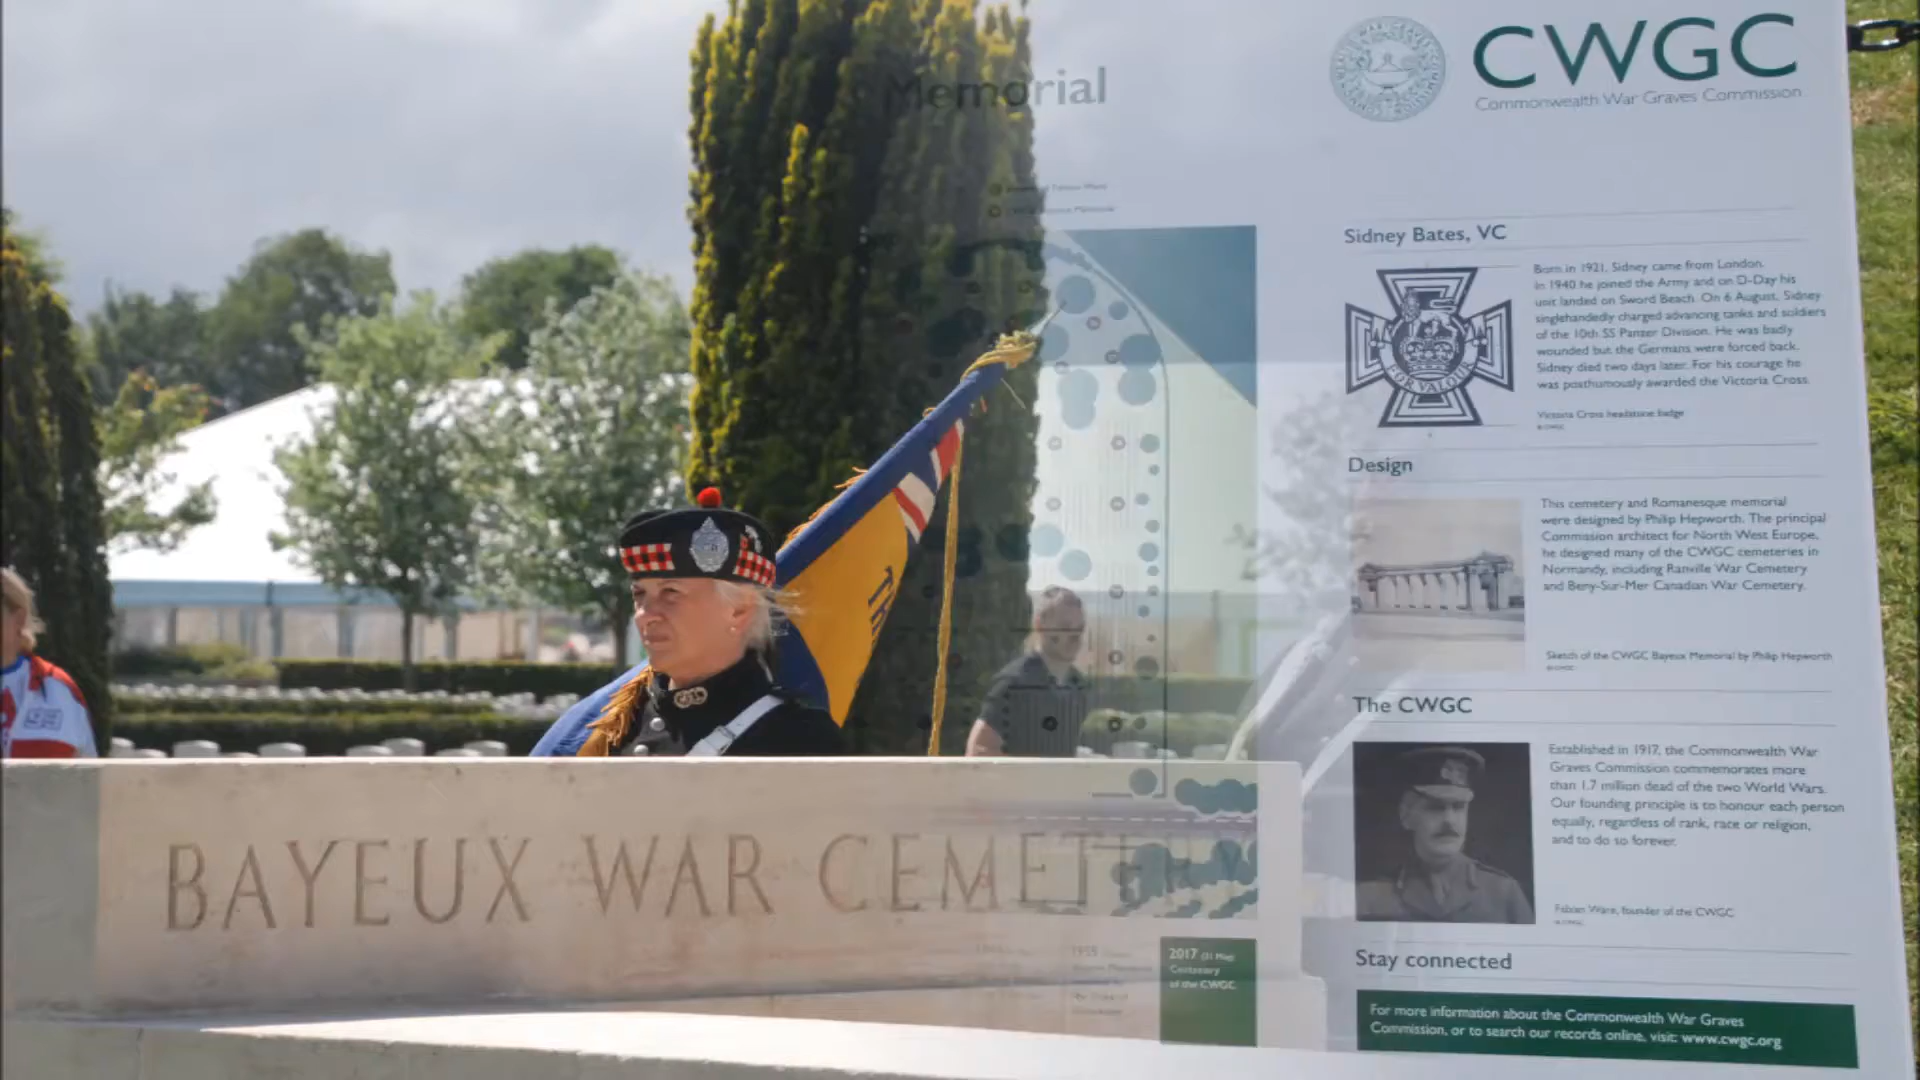 Memorial
CWGC
Commonwealth War Graves Commission
Sidney Bates, VC
Born in 1921, Sidney came from London.
In 1940 he joined the Army and on D-Day his
unit landed on Sword Beach. On 6 August, Sidney
singlehandedly charged advancing tanks and soldiers
of the 10th SS Panzer Division. He was badly
wounded but the Germans were forced back.
Sidney died two days later. For his courage he
was posthumously awarded the Victoria Cross.
FOR VALOUR
Victoria Cross headstone badge
Design
This cemetery and Romanesque memorial
were designed by Philip Hepworth. The principal
Commission architect for North West Europe,
he designed many of the CWGC cemeteries in
Normandy, including Ranville War Cemetery
and Beny-Sur-Mer Canadian War Cemetery.
Sketch of the CWGC Bayeux Memorial by Philip Hepworth
The CWGC
Established in 1917, the Commonwealth War
Graves Commission commemorates more
than 1.7 million dead of the two World Wars.
Our founding principle is to honour each person
equally, regardless of rank, race or religion,
and to do so forever.
Fabian Ware, founder of the CWGC
Stay connected
For more information about the Commonwealth War Graves
Commission, or to search our records online, visit: www.cwgc.org
BAYEUX WAR CEMETERY
1955
2017 (21 May)
Centenary
of the CWGC